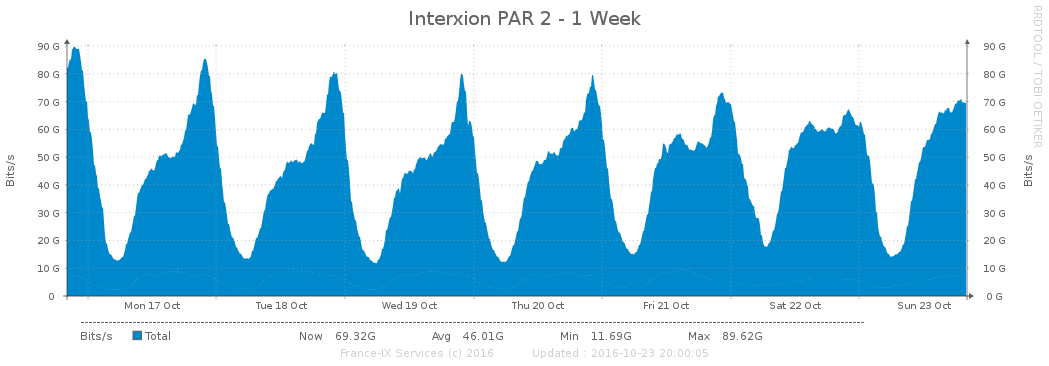 Interxion PAR 2 - 1 Week
RRDTOOL / TOBI OETIKER
Bits/s
90 G 90 G
80 G 80 G
70 G 70 G
60 G 60 G
50 G 50 G
40 G 40 G
30 G 30 G
20 G 20 G
10 G 10 G
0 0 G
Bits/s
Mon 17 Oct Tue 18 Oct Wed 19 Oct Thu 20 Oct Fri 21 Oct Sat 22 Oct Sun 23 Oct
Bits/s Total Now 69.32G Avg 46.01G Min 11.69G Max 89.62G
France-IX Services (c) 2016 Updated : 2016-10-23 20:00:05